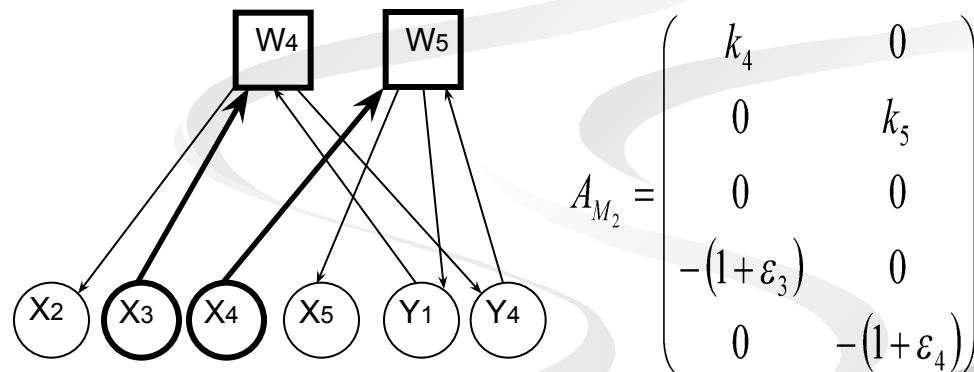 W4 W5
X2 X3 X4 X5 Y1 Y4
A_{M_2} =
k_4 0
0 k_5
0 0
-(1+ε_3) 0
0 -(1+ε_4)